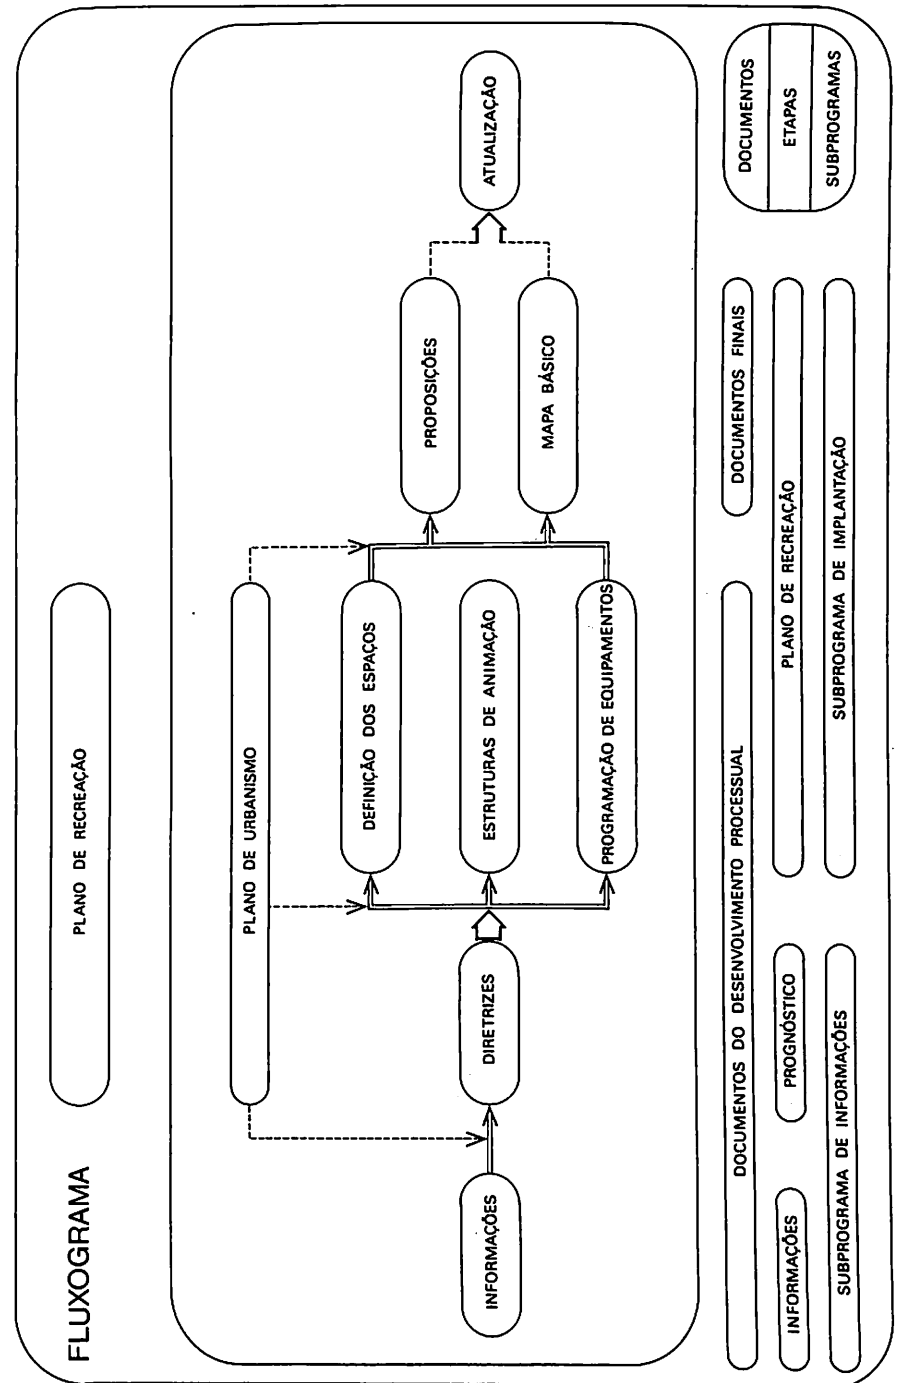 FLUXOGRAMA
PLANO DE RECREAÇÃO
PLANO DE URBANISMO
INFORMAÇÕES
DIRETRIZES
DEFINIÇÃO DOS ESPAÇOS
ESTRUTURAS DE ANIMAÇÃO
PROGRAMAÇÃO DE EQUIPAMENTOS
PROPOSIÇÕES
MAPA BÁSICO
ATUALIZAÇÃO
DOCUMENTOS DO DESENVOLVIMENTO PROCESSUAL
DOCUMENTOS FINAIS
DOCUMENTOS
INFORMAÇÕES
PROGNÓSTICO
PLANO DE RECREAÇÃO
ETAPAS
SUBPROGRAMA DE INFORMAÇÕES
SUBPROGRAMA DE IMPLANTAÇÃO
SUBPROGRAMAS